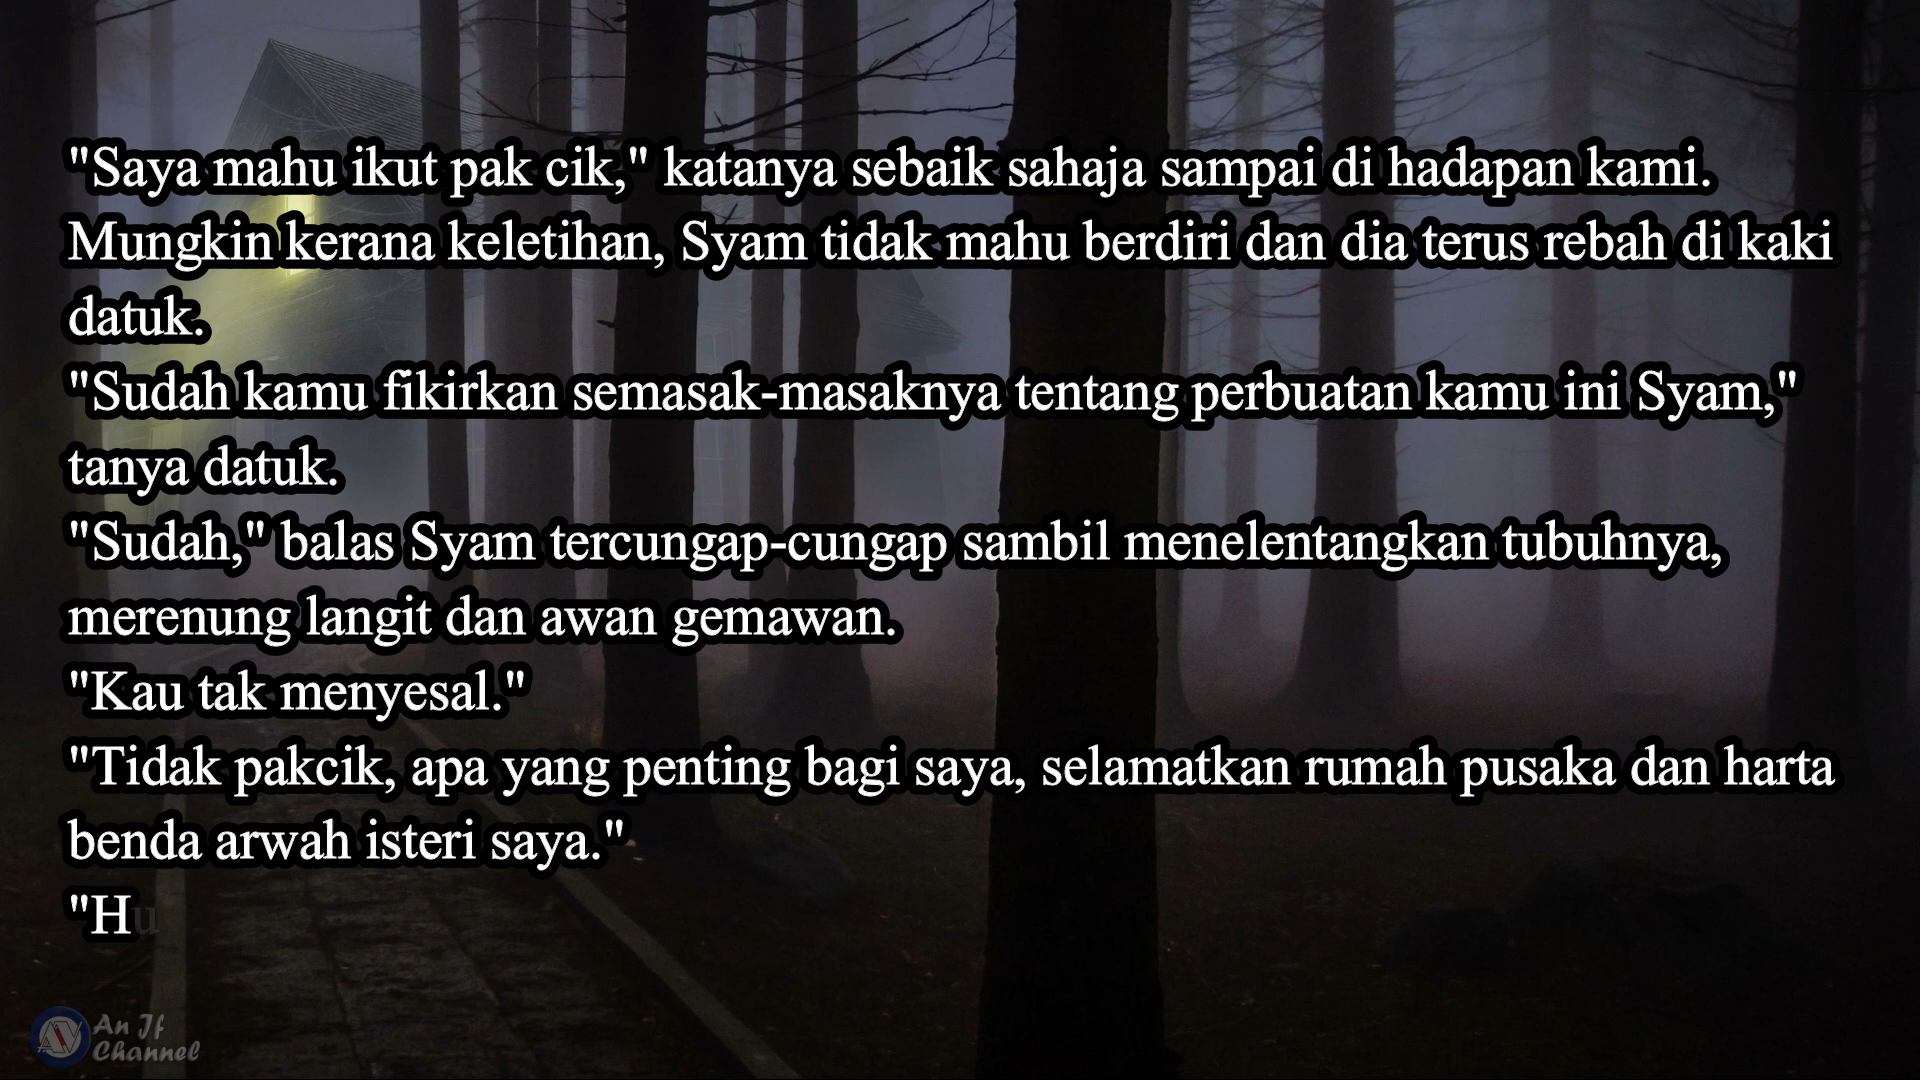 "Saya mahu ikut pak cik," katanya sebaik sahaja sampai di hadapan kami.
Mungkin kerana keletihan, Syam tidak mahu berdiri dan dia terus rebah di kaki
datuk.
"Sudah kamu fikirkan semasak-masaknya tentang perbuatan kamu ini Syam,"
tanya datuk.
"Sudah," balas Syam tercungap-cungap sambil menelentangkan tubuhnya,
merenung langit dan awan gemawan.
"Kau tak menyesal."
"Tidak pakcik, apa yang penting bagi saya, selamatkan rumah pusaka dan harta
benda arwah isteri saya."
"Hu
An Jf
Channel